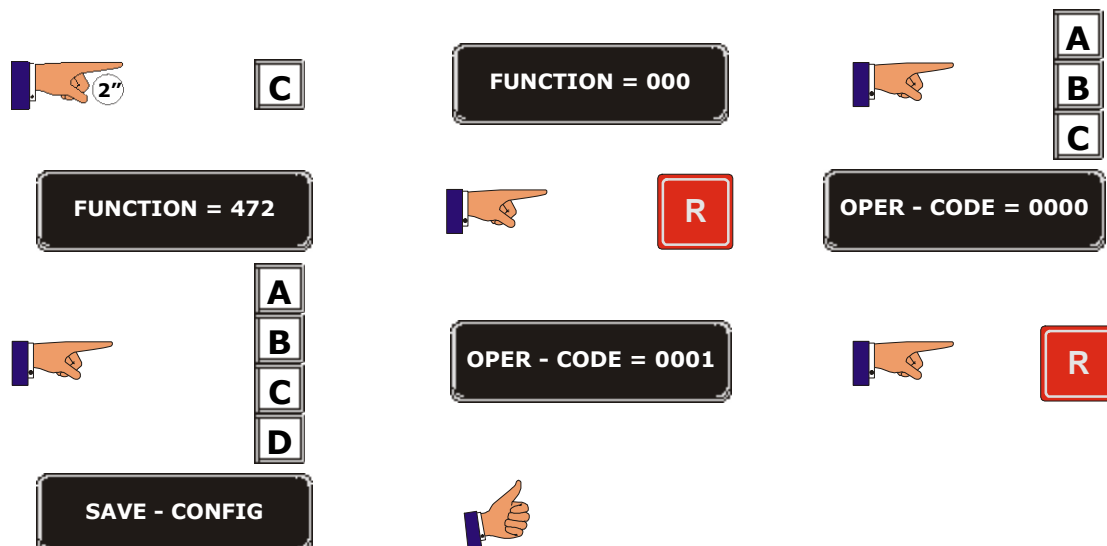 2”
C
FUNCTION = 000
A
B
C
FUNCTION = 472
R
OPER - CODE = 0000
A
B
C
D
OPER - CODE = 0001
R
SAVE - CONFIG